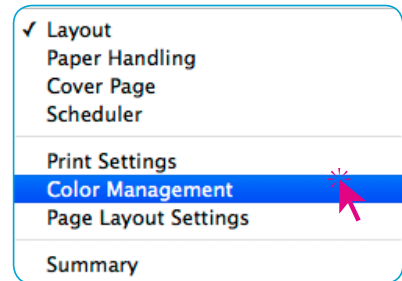 ✓ Layout
Paper Handling
Cover Page
Scheduler
Print Settings
Color Management
Page Layout Settings
Summary